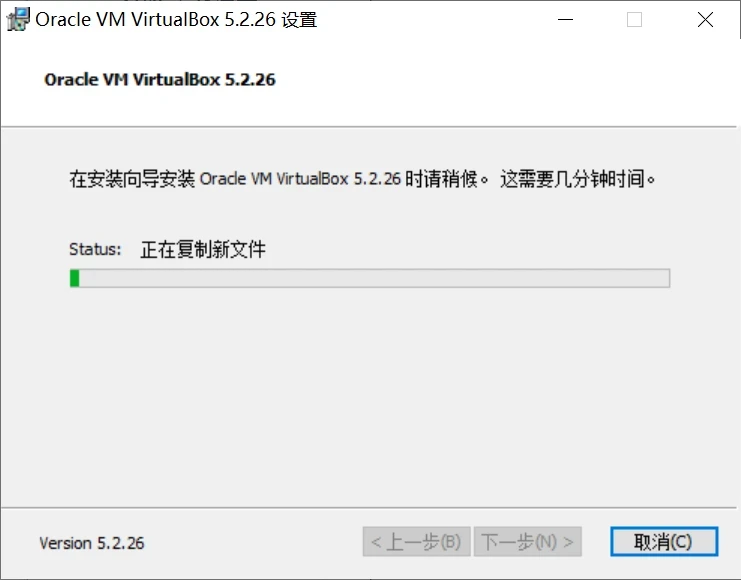 Oracle VM VirtualBox 5.2.26 设置
Oracle VM VirtualBox 5.2.26
在安装向导安装 Oracle VM VirtualBox 5.2.26 时请稍候。 这需要几分钟时间。
Status: 正在复制新文件
Version 5.2.26
< 上一步(B) 下一步(N) > 取消(C)